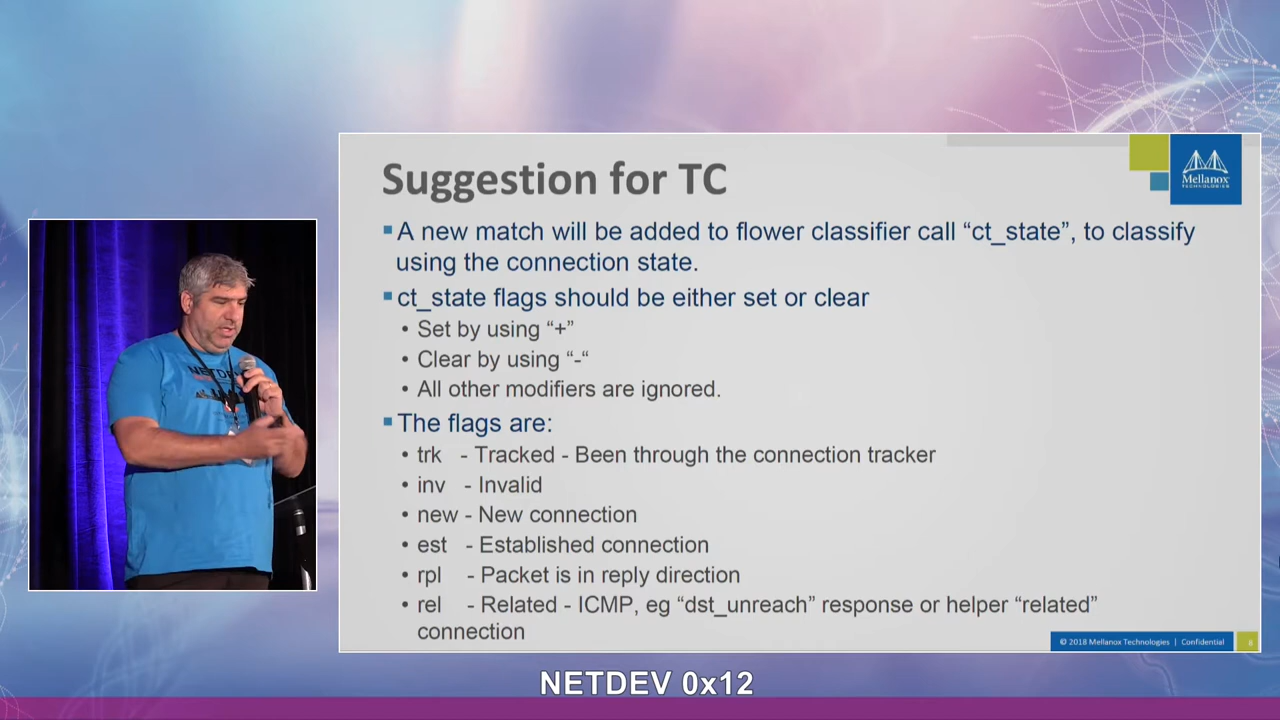 Suggestion for TC
Mellanox
TECHNOLOGIES
A new match will be added to flower classifier call “ct_state”, to classify
using the connection state.
ct_state flags should be either set or clear
• Set by using “+”
• Clear by using “-“
• All other modifiers are ignored.
The flags are:
• trk - Tracked - Been through the connection tracker
• inv - Invalid
• new - New connection
• est - Established connection
• rpl - Packet is in reply direction
• rel - Related - ICMP, eg “dst_unreach” response or helper “related”
connection
© 2018 Mellanox Technologies | Confidential
8
NETDEV
NETDEV 0x12